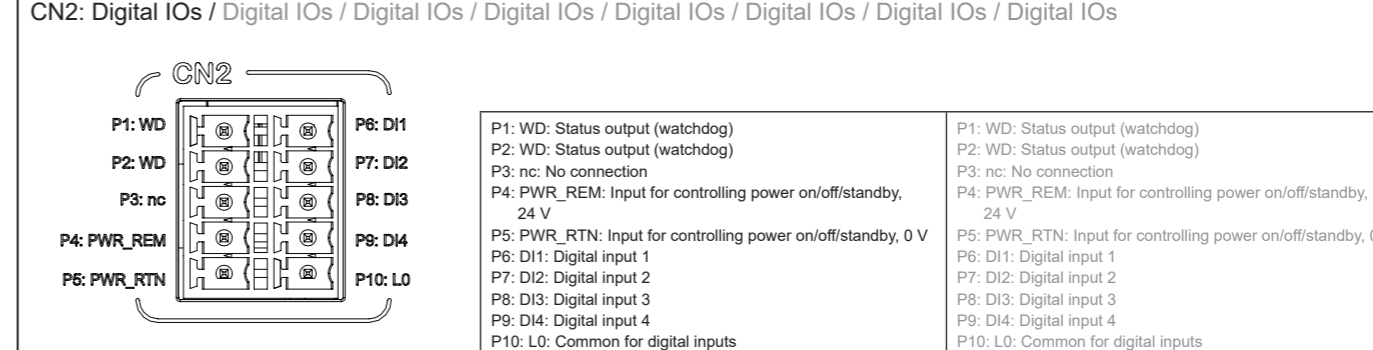 CN2: Digital IOs / Digital IOs / Digital IOs / Digital IOs / Digital IOs / Digital IOs / Digital IOs / Digital IOs
CN2
P1: WD
P2: WD
P3: nc
P4: PWR_REM
P5: PWR_RTN
P6: DI1
P7: DI2
P8: DI3
P9: DI4
P10: L0
P1: WD: Status output (watchdog)
P2: WD: Status output (watchdog)
P3: nc: No connection
P4: PWR_REM: Input for controlling power on/off/standby,
24 V
P5: PWR_RTN: Input for controlling power on/off/standby, 0 V
P6: DI1: Digital input 1
P7: DI2: Digital input 2
P8: DI3: Digital input 3
P9: DI4: Digital input 4
P10: L0: Common for digital inputs
P1: WD: Status output (watchdog)
P2: WD: Status output (watchdog)
P3: nc: No connection
P4: PWR_REM: Input for controlling power on/off/standby,
24 V
P5: PWR_RTN: Input for controlling power on/off/standby,
P6: DI1: Digital input 1
P7: DI2: Digital input 2
P8: DI3: Digital input 3
P9: DI4: Digital input 4
P10: L0: Common for digital inputs